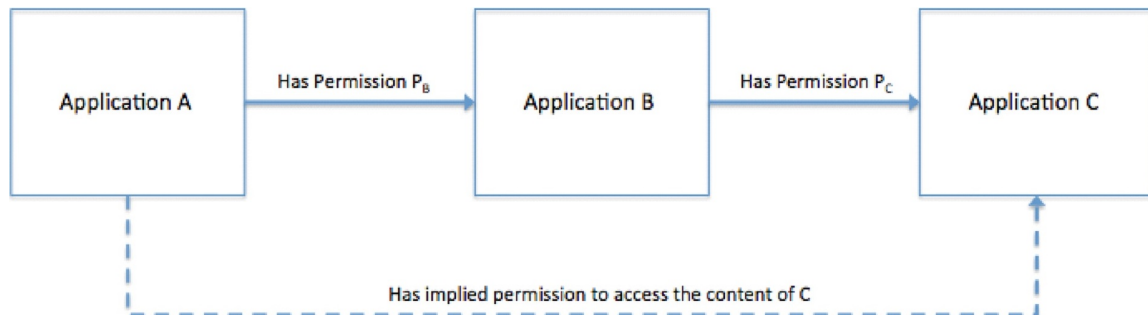 Application A
Has Permission P_B
Application B
Has Permission P_C
Application C
Has implied permission to access the content of C